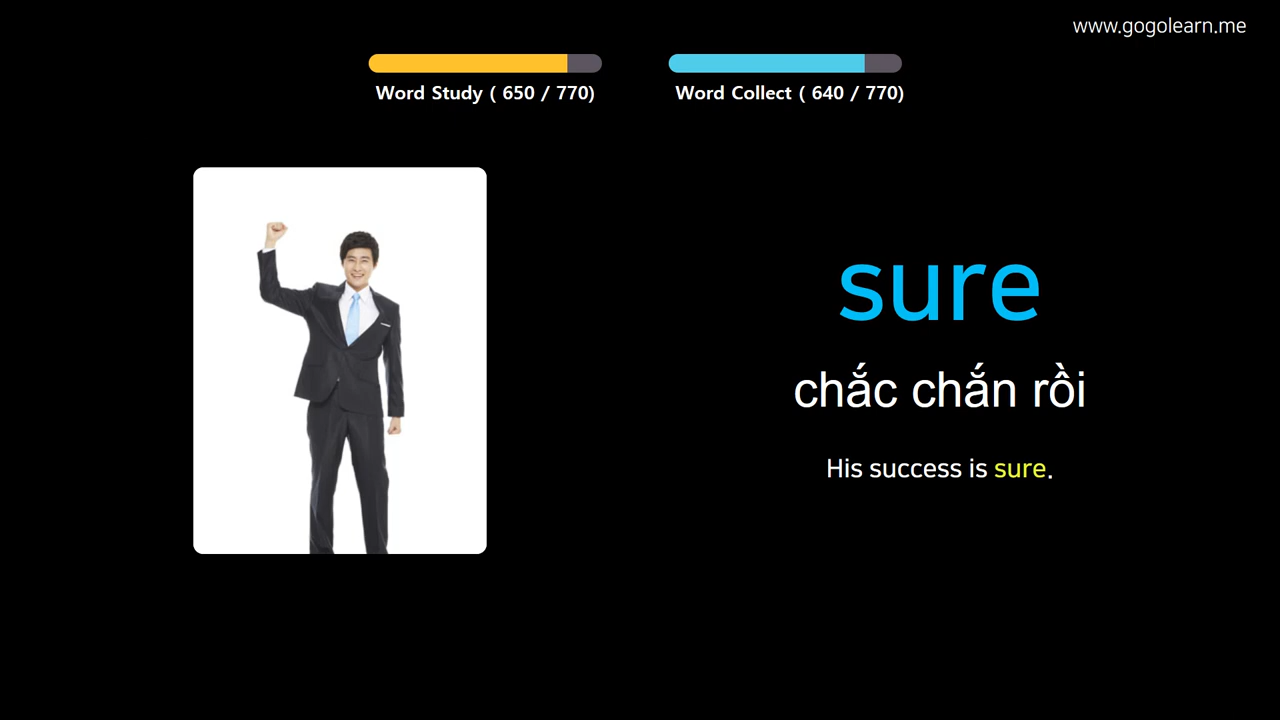 www.gogolearn.me
Word Study ( 650 / 770)
Word Collect ( 640 / 770)
sure
chắc chắn rồi
His success is sure.